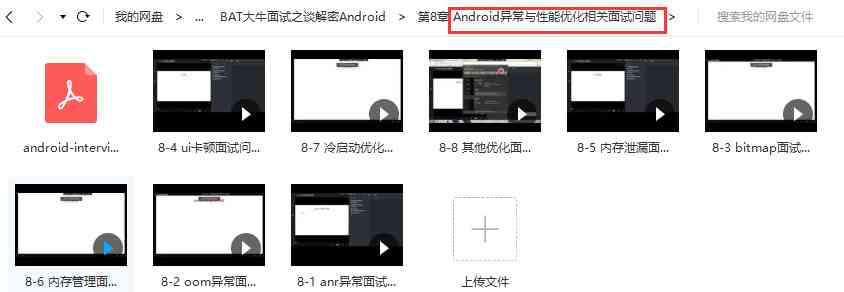 我的网盘 > ... BAT大牛面试之谈解密Android > 第8章 Android异常与性能优化相关面试问题 > 搜索我的网盘文件
android-intervi... 8-4 ui卡顿面试问... 8-7 冷启动优化... 8-8 其他优化面... 8-5 内存泄漏面... 8-3 bitmap面试...
8-6 内存管理面... 8-2 oom异常面... 8-1 anr异常面试... 上传文件